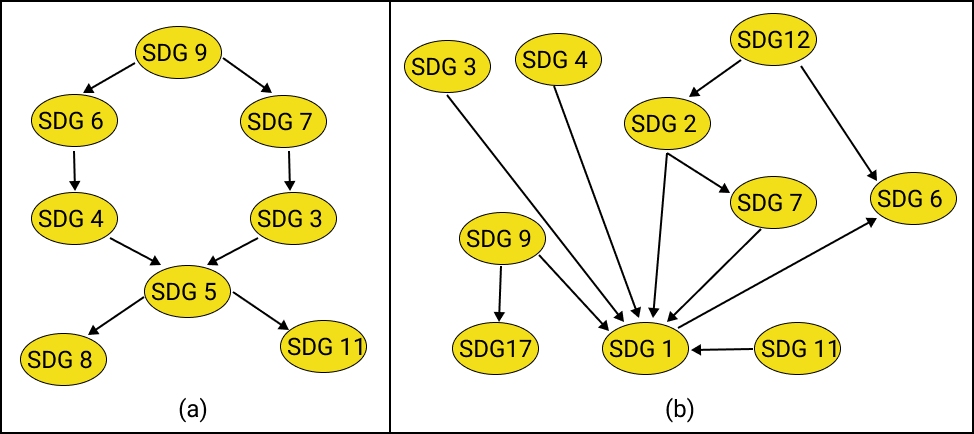 SDG 9
SDG 6
SDG 7
SDG 4
SDG 3
SDG 5
SDG 8
SDG 11
(a)
SDG12
SDG 3
SDG 4
SDG 2
SDG 7
SDG 6
SDG 9
SDG17
SDG 1
SDG 11
(b)